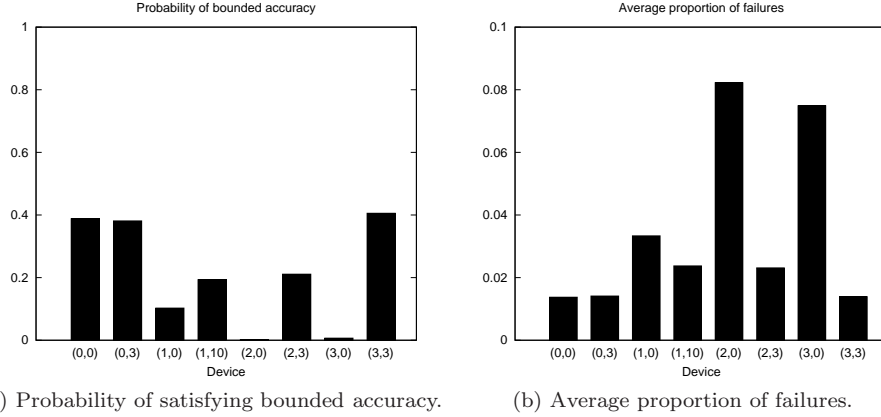 Probability of bounded accuracy
1
0.8
0.6
0.4
0.2
0
(0,0) (0,3) (1,0) (1,10) (2,0) (2,3) (3,0) (3,3)
Device
) Probability of satisfying bounded accuracy.
Average proportion of failures
0.1
0.08
0.06
0.04
0.02
0
(0,0) (0,3) (1,0) (1,10) (2,0) (2,3) (3,0) (3,3)
Device
(b) Average proportion of failures.